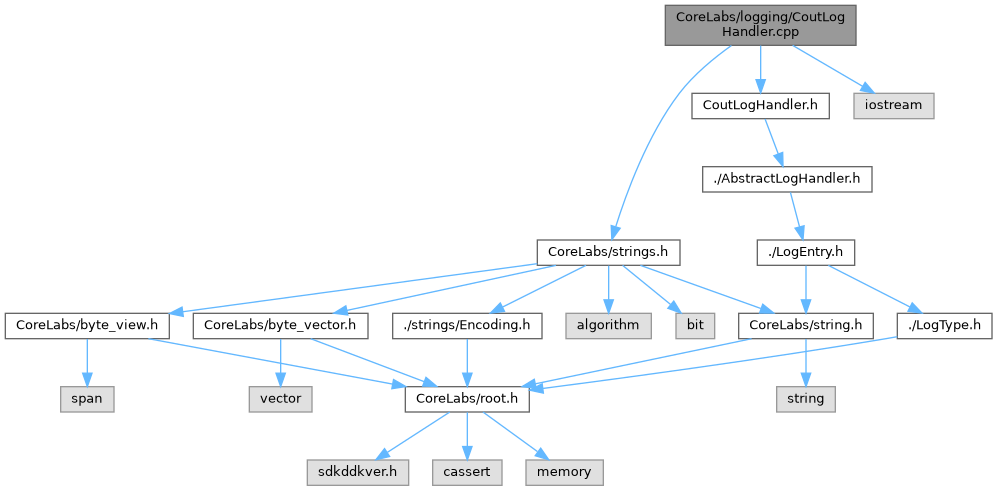 CoreLabs/logging/CoutLog
Handler.cpp
CoutLogHandler.h
iostream
./AbstractLogHandler.h
CoreLabs/strings.h
./LogEntry.h
CoreLabs/byte_view.h
CoreLabs/byte_vector.h
./strings/Encoding.h
algorithm
bit
CoreLabs/string.h
./LogType.h
span
vector
CoreLabs/root.h
string
sdkddkver.h
cassert
memory